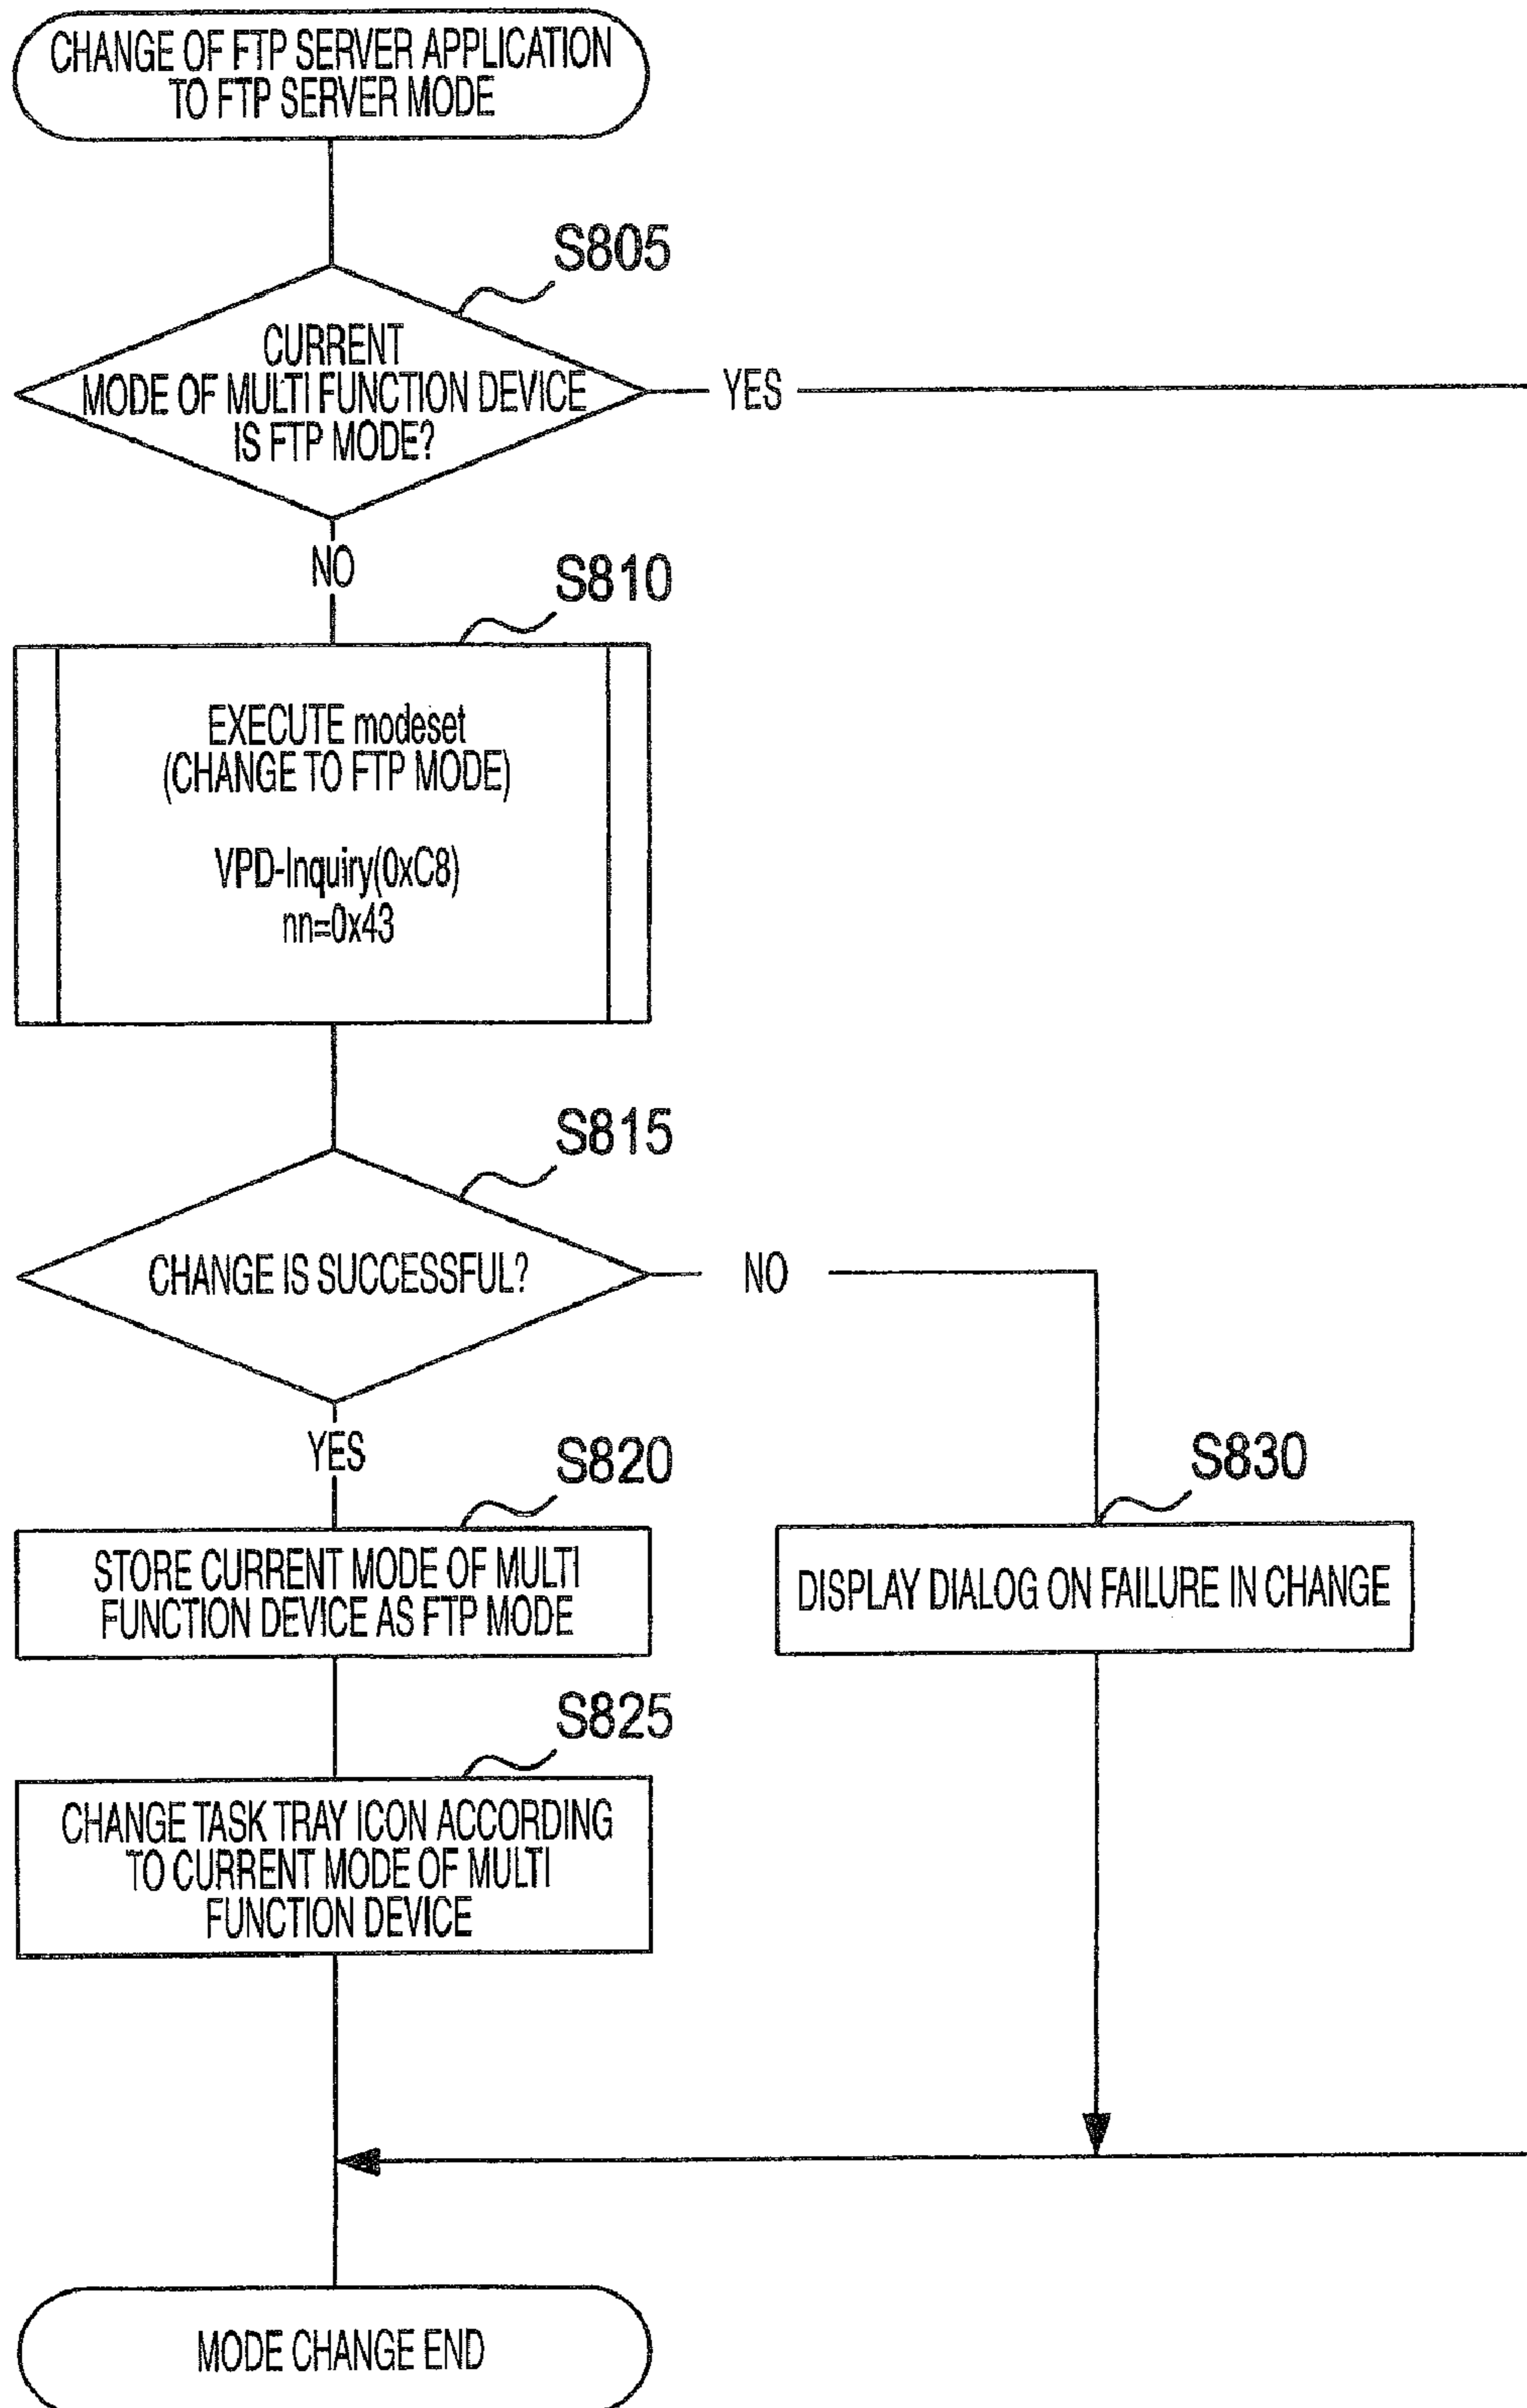 CHANGE OF FTP SERVER APPLICATION
TO FTP SERVER MODE
S805
CURRENT
MODE OF MULTI FUNCTION DEVICE
IS FTP MODE?
YES
NO
S810
EXECUTE modeset
(CHANGE TO FTP MODE)
VPD-Inquiry(0xC8)
nn=0x43
S815
CHANGE IS SUCCESSFUL?
NO
YES
S820
STORE CURRENT MODE OF MULTI
FUNCTION DEVICE AS FTP MODE
S830
DISPLAY DIALOG ON FAILURE IN CHANGE
S825
CHANGE TASK TRAY ICON ACCORDING
TO CURRENT MODE OF MULTI
FUNCTION DEVICE
MODE CHANGE END